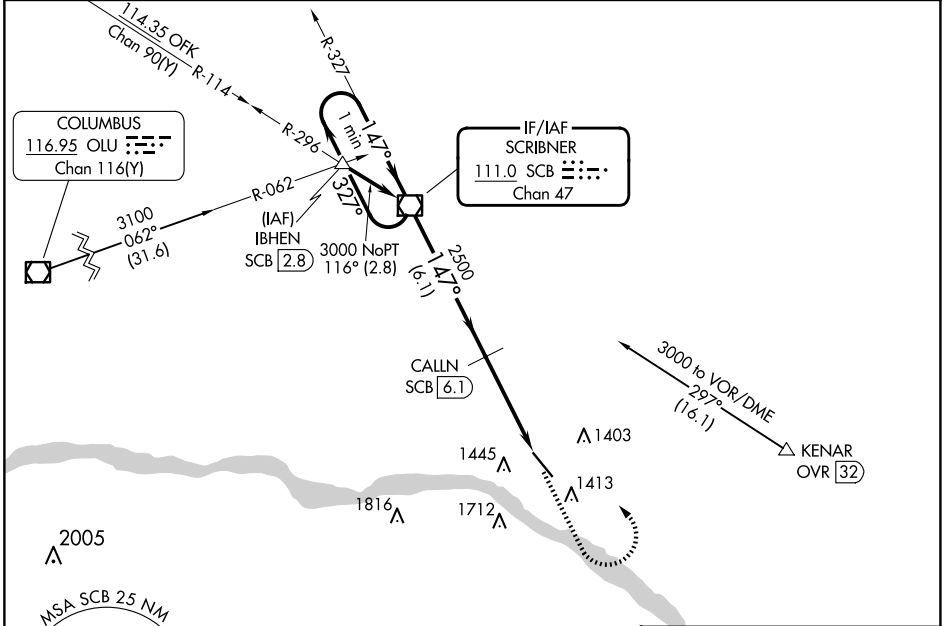 114.35 OFK
Chan 90(Y)
R-114
R-296
R-327
1 min
147°
327°
COLUMBUS
116.95 OLU
Chan 116(Y)
IF/IAF
SCRIBNER
111.0 SCB
Chan 47
R-062
3100
062°
(31.6)
(IAF)
IBHEN
SCB 2.8
3000 NoPT
116° (2.8)
2500
147°
(6.1)
CALLN
SCB 6.1
3000 to VOR/DME
297°
(16.1)
KENAR
OVR 32
1403
1445
1413
1816
1712
2005
MSA SCB 25 NM